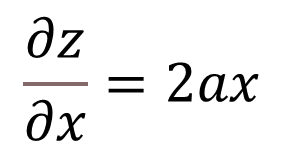 ∂z/∂x = 2ax